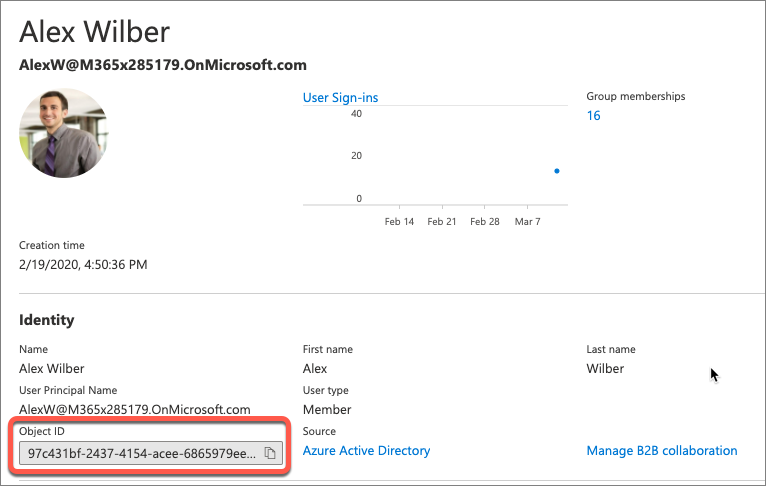 Alex Wilber
AlexW@M365x285179.OnMicrosoft.com
User Sign-ins
40
20
0
Feb 14 Feb 21 Feb 28 Mar 7
Group memberships
16
Creation time
2/19/2020, 4:50:36 PM
Identity
Name First name Last name
Alex Wilber Alex Wilber
User Principal Name User type
AlexW@M365x285179.OnMicrosoft.com Member
Object ID Source
97c431bf-2437-4154-acee-6865979ee... Azure Active Directory Manage B2B collaboration